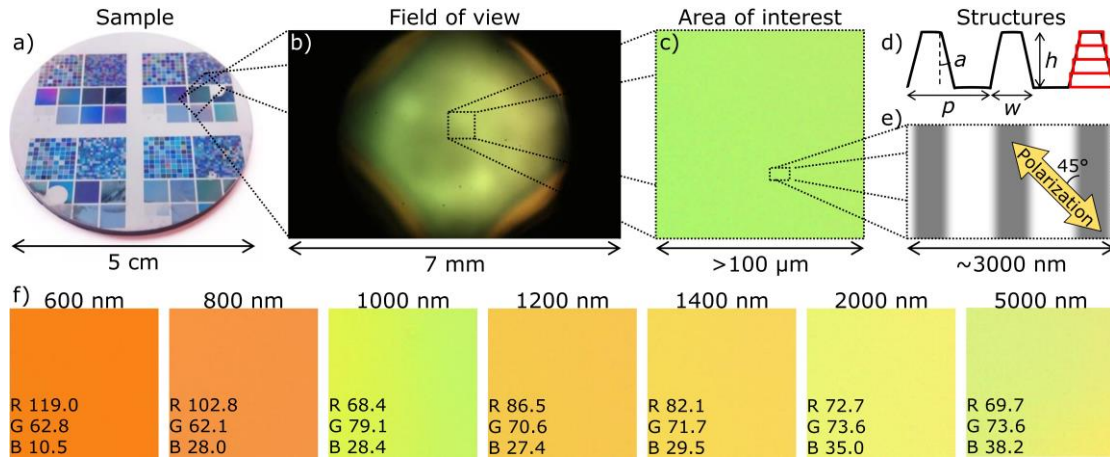 Sample
Field of view
Area of interest
Structures
a)
b)
c)
d)
a
h
p
w
e)
Polarization
45°
5 cm
7 mm
>100 µm
~3000 nm
f)
600 nm
800 nm
1000 nm
1200 nm
1400 nm
2000 nm
5000 nm
R 119.0
G 62.8
B 10.5
R 102.8
G 62.1
B 28.0
R 68.4
G 79.1
B 28.4
R 86.5
G 70.6
B 27.4
R 82.1
G 71.7
B 29.5
R 72.7
G 73.6
B 35.0
R 69.7
G 73.6
B 38.2